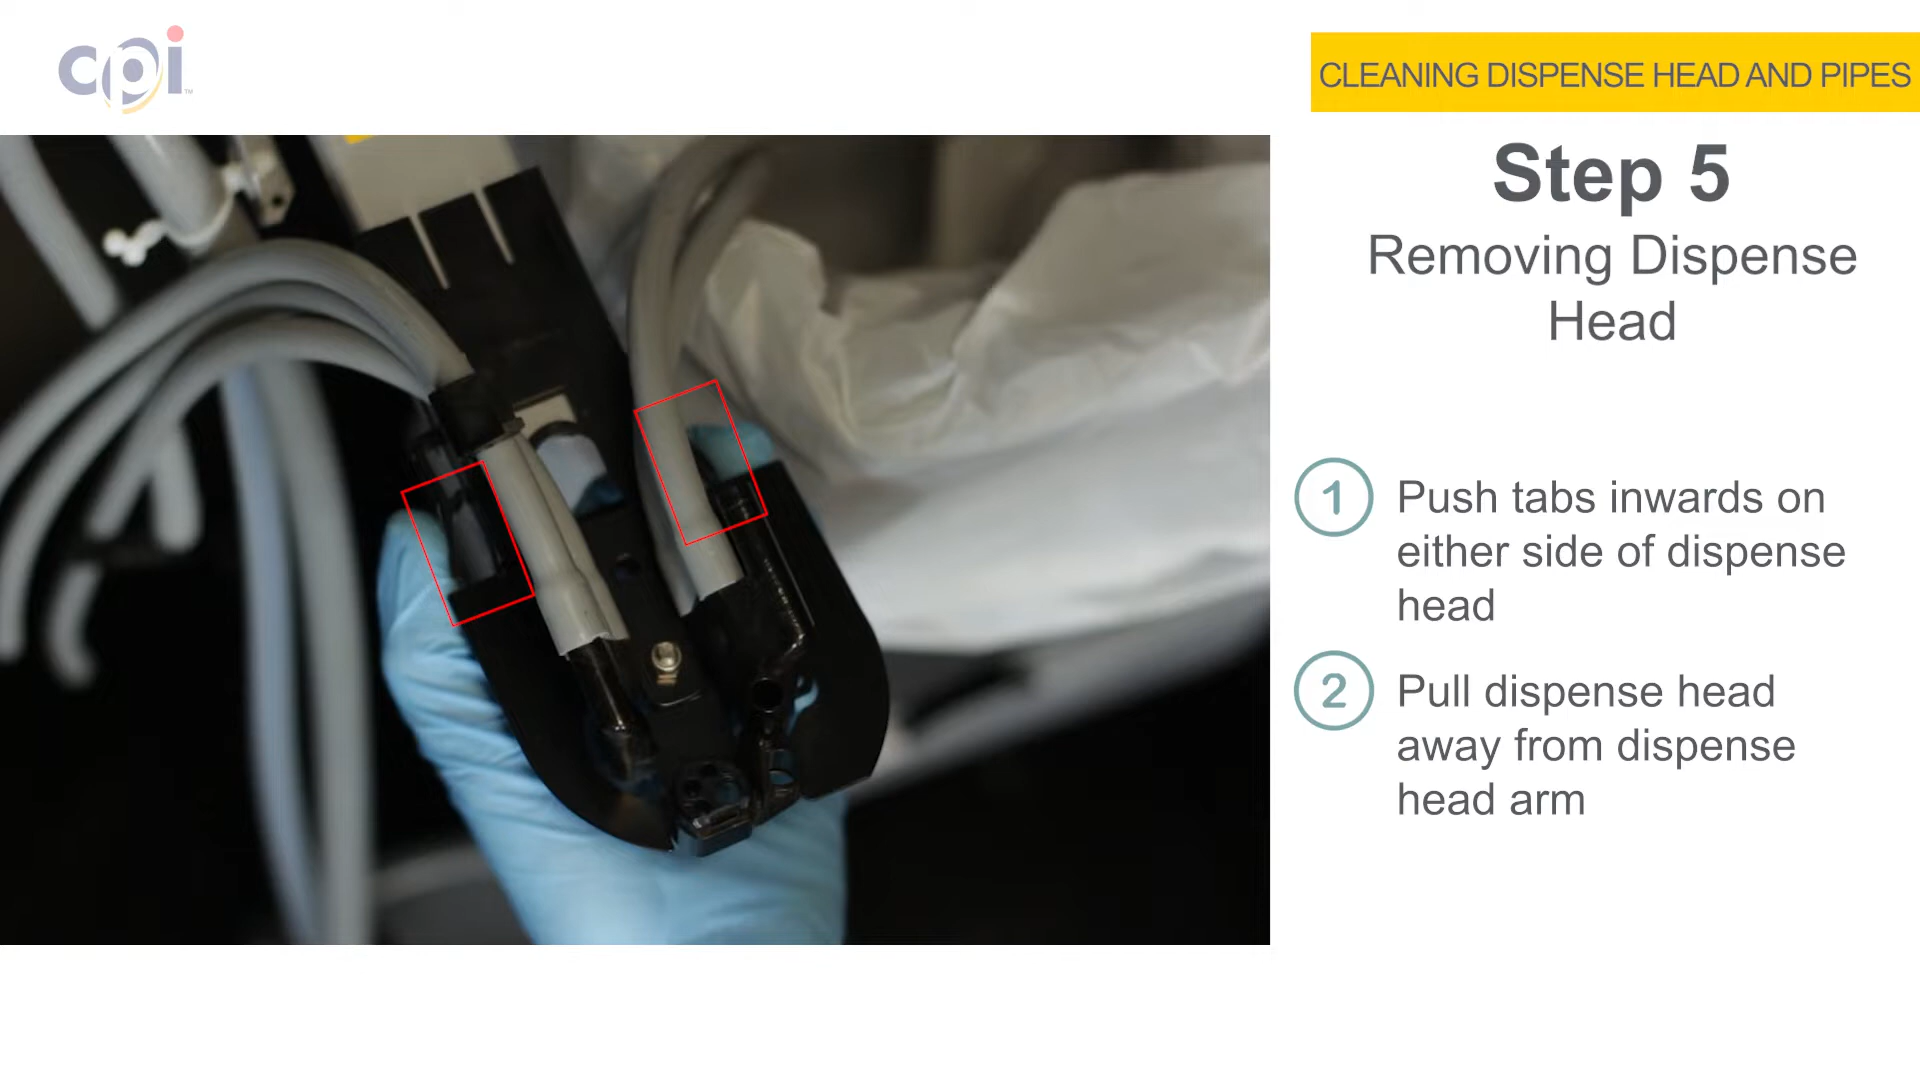 cpi™
CLEANING DISPENSE HEAD AND PIPES
Step 5
Removing Dispense
Head
1 Push tabs inwards on
either side of dispense
head
2 Pull dispense head
away from dispense
head arm